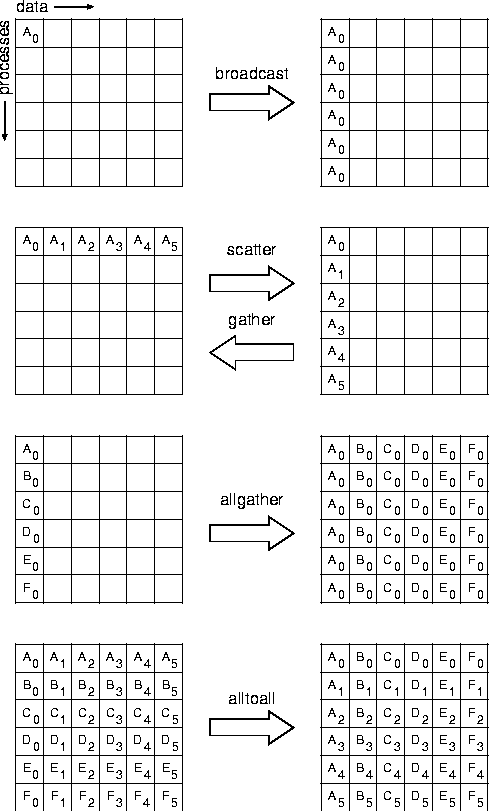 data
processes
A0
broadcast
A0
A0
A0
A0
A0
A0
A0 A1 A2 A3 A4 A5
scatter
gather
A0
A1
A2
A3
A4
A5
A0
B0
C0
D0
E0
F0
allgather
A0 B0 C0 D0 E0 F0
A0 B0 C0 D0 E0 F0
A0 B0 C0 D0 E0 F0
A0 B0 C0 D0 E0 F0
A0 B0 C0 D0 E0 F0
A0 B0 C0 D0 E0 F0
A0 A1 A2 A3 A4 A5
B0 B1 B2 B3 B4 B5
C0 C1 C2 C3 C4 C5
D0 D1 D2 D3 D4 D5
E0 E1 E2 E3 E4 E5
F0 F1 F2 F3 F4 F5
alltoall
A0 B0 C0 D0 E0 F0
A1 B1 C1 D1 E1 F1
A2 B2 C2 D2 E2 F2
A3 B3 C3 D3 E3 F3
A4 B4 C4 D4 E4 F4
A5 B5 C5 D5 E5 F5